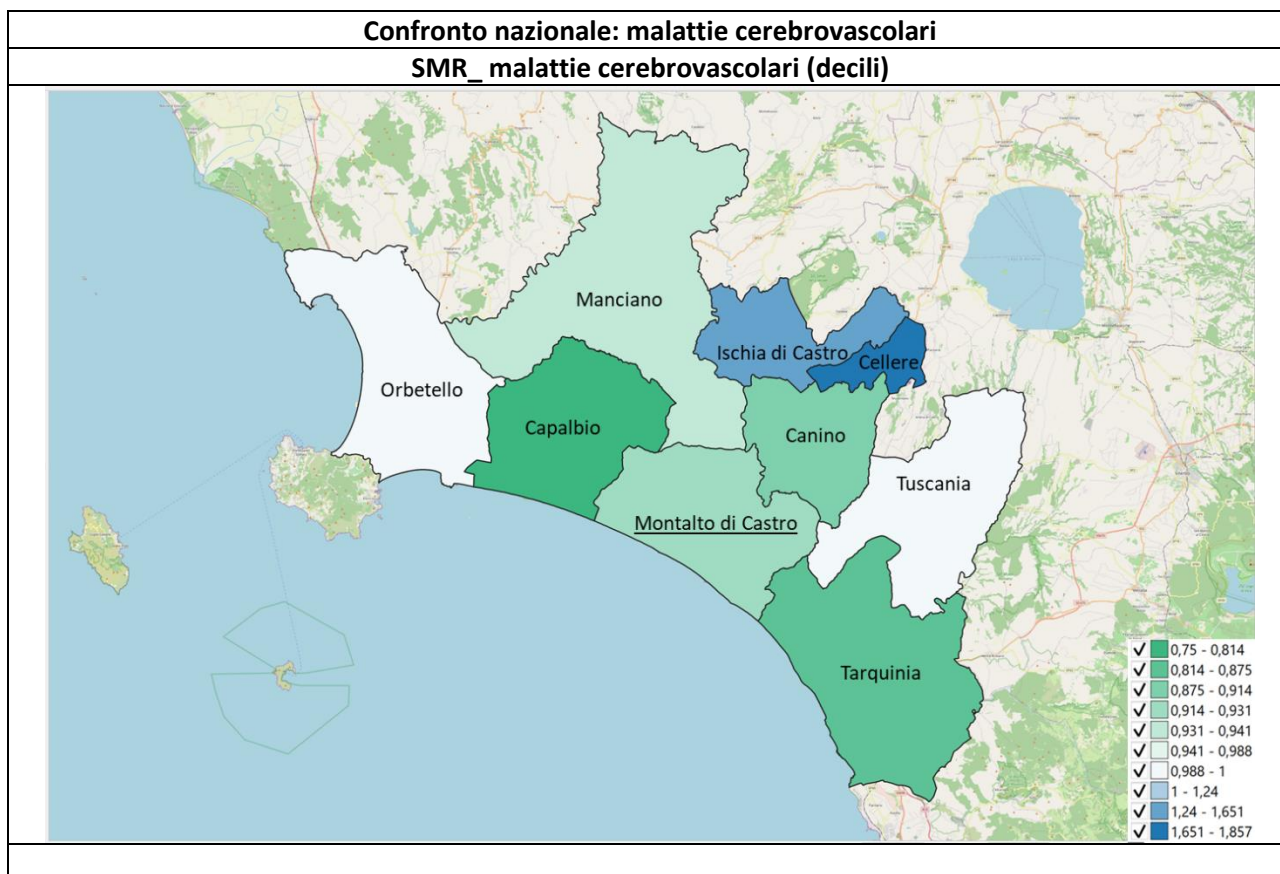 Confronto nazionale: malattie cerebrovascolari
SMR_ malattie cerebrovascolari (decili)
Manciano
Ischia di Castro
Cellere
Orbetello
Capalbio
Canino
Tuscania
Montalto di Castro
Tarquinia
0,75 - 0,814
0,814 - 0,875
0,875 - 0,914
0,914 - 0,931
0,931 - 0,941
0,941 - 0,988
0,988 - 1
1 - 1,24
1,24 - 1,651
1,651 - 1,857